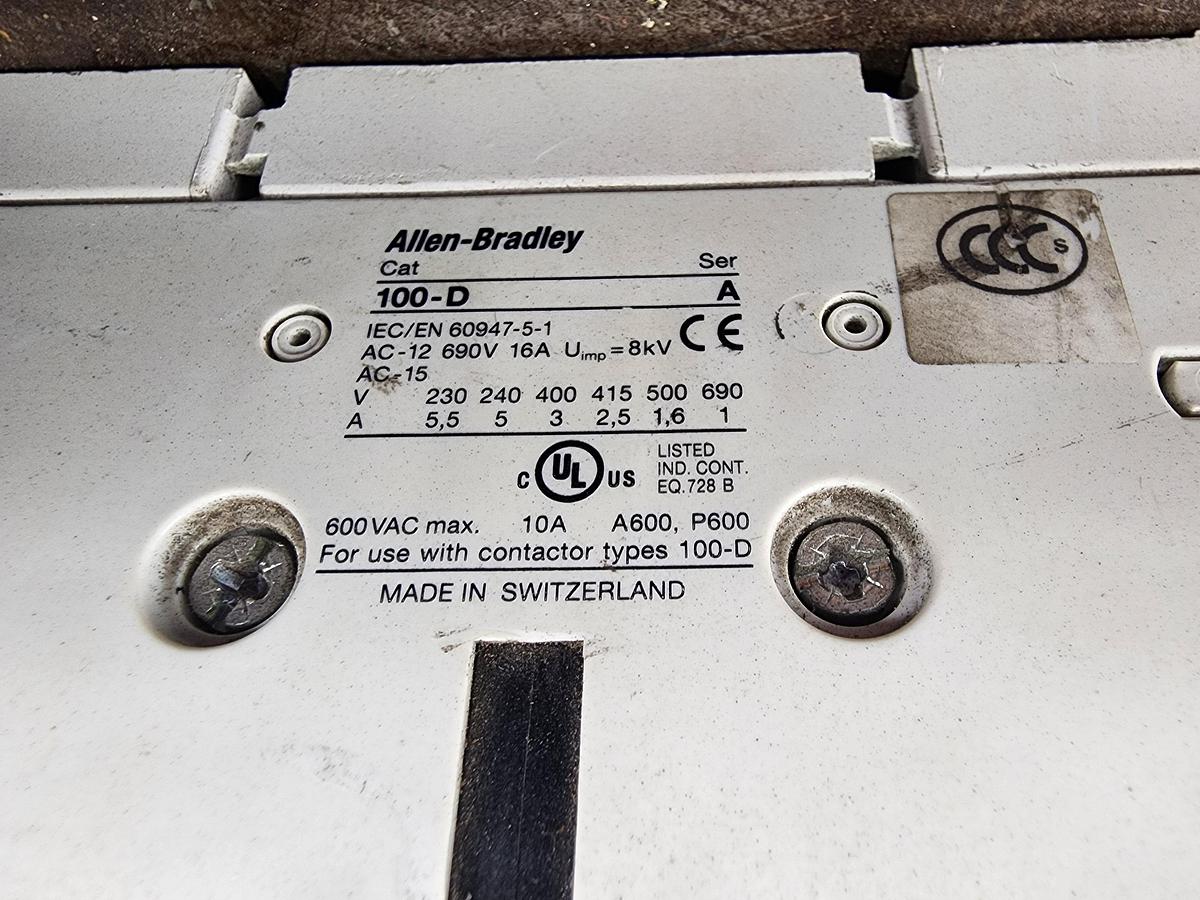 Allen-Bradley
Cat Ser
100-D A
IEC/EN 60947-5-1
AC-12 690V 16A Uimp=8kV CE
AC-15
V 230 240 400 415 500 690
A 5,5 5 3 2,5 1,6 1
C UL US
LISTED
IND. CONT.
EQ.728 B
600VAC max. 10A A600, P600
For use with contactor types 100-D
MADE IN SWITZERLAND
CCC S